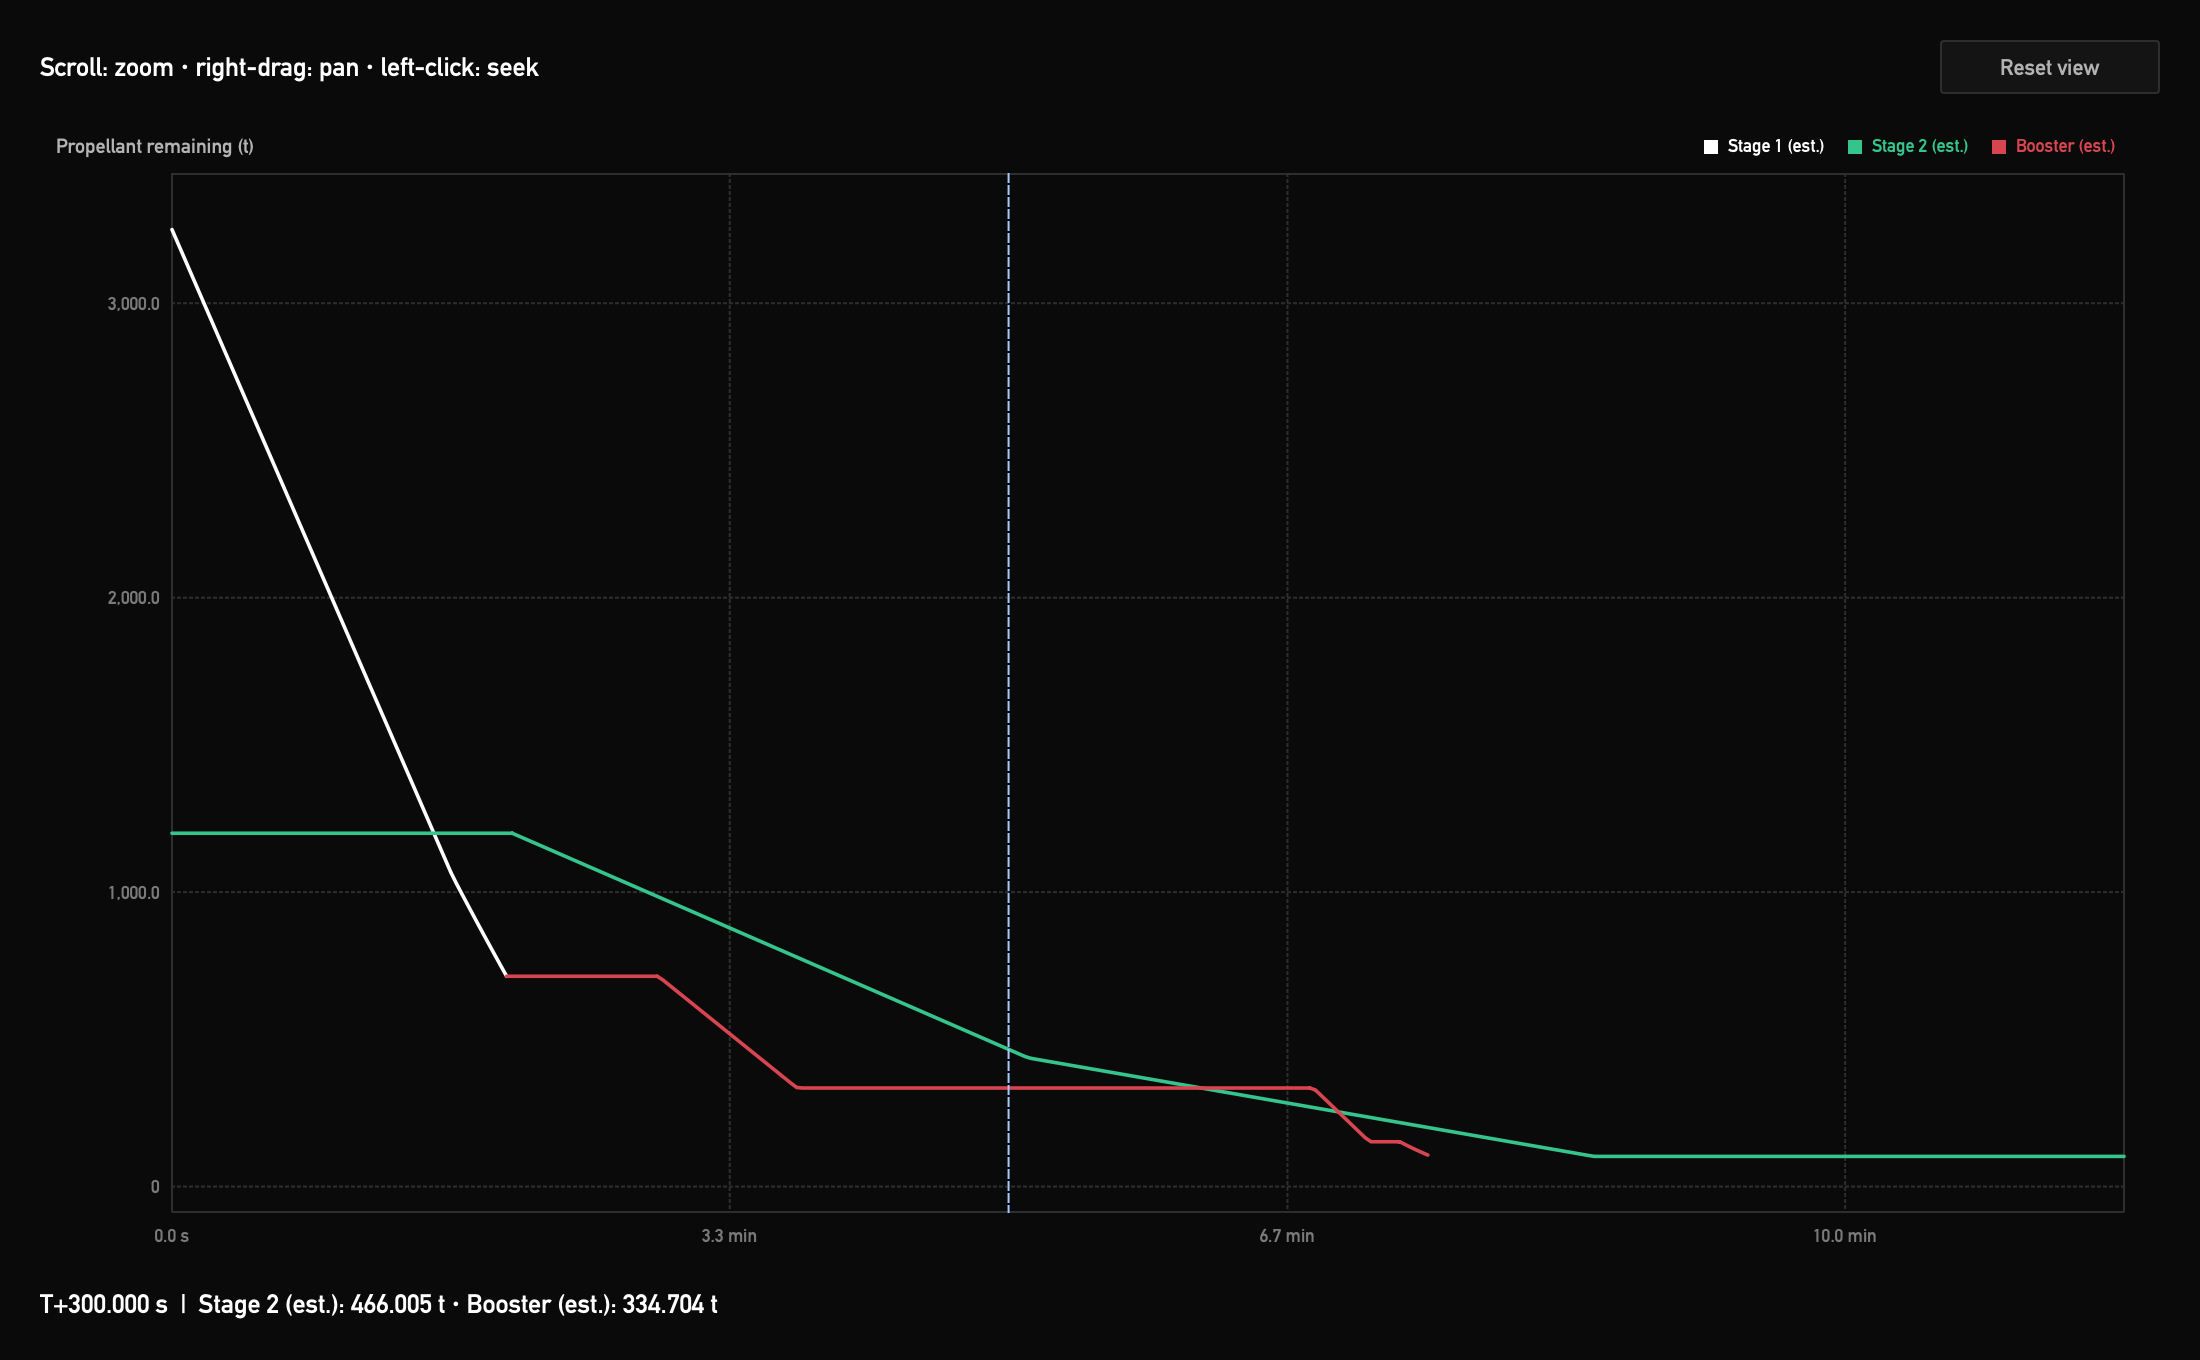 Scroll: zoom · right-drag: pan · left-click: seek
Reset view
Propellant remaining (t)
Stage 1 (est.)
Stage 2 (est.)
Booster (est.)
3,000.0
2,000.0
1,000.0
0
0.0 s
3.3 min
6.7 min
10.0 min
T+300.000 s | Stage 2 (est.): 466.005 t · Booster (est.): 334.704 t